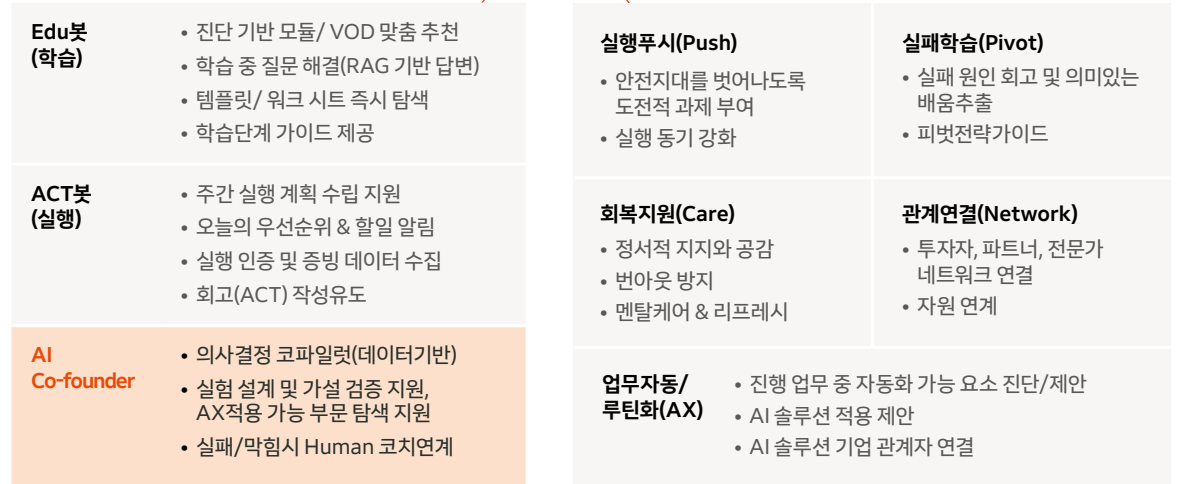 Edu봇
(학습)
• 진단 기반 모듈/ VOD 맞춤 추천
• 학습 중 질문 해결(RAG 기반 답변)
• 템플릿/ 워크 시트 즉시 탐색
• 학습단계 가이드 제공
ACT봇
(실행)
• 주간 실행 계획 수립 지원
• 오늘의 우선순위 & 할일 알림
• 실행 인증 및 증빙 데이터 수집
• 회고(ACT) 작성유도
AI
Co-founder
• 의사결정 코파일럿(데이터기반)
• 실험 설계 및 가설 검증 지원,
AX적용 가능 부문 탐색 지원
• 실패/막힘시 Human 코치연계
실행푸시(Push)
• 안전지대를 벗어나도록
도전적 과제 부여
• 실행 동기 강화
실패학습(Pivot)
• 실패 원인 회고 및 의미있는
배움추출
• 피벗전략가이드
회복지원(Care)
• 정서적 지지와 공감
• 번아웃 방지
• 멘탈케어 & 리프레시
관계연결(Network)
• 투자자, 파트너, 전문가
네트워크 연결
• 자원 연계
업무자동/
루틴화(AX)
• 진행 업무 중 자동화 가능 요소 진단/제안
• AI 솔루션 적용 제안
• AI 솔루션 기업 관계자 연결